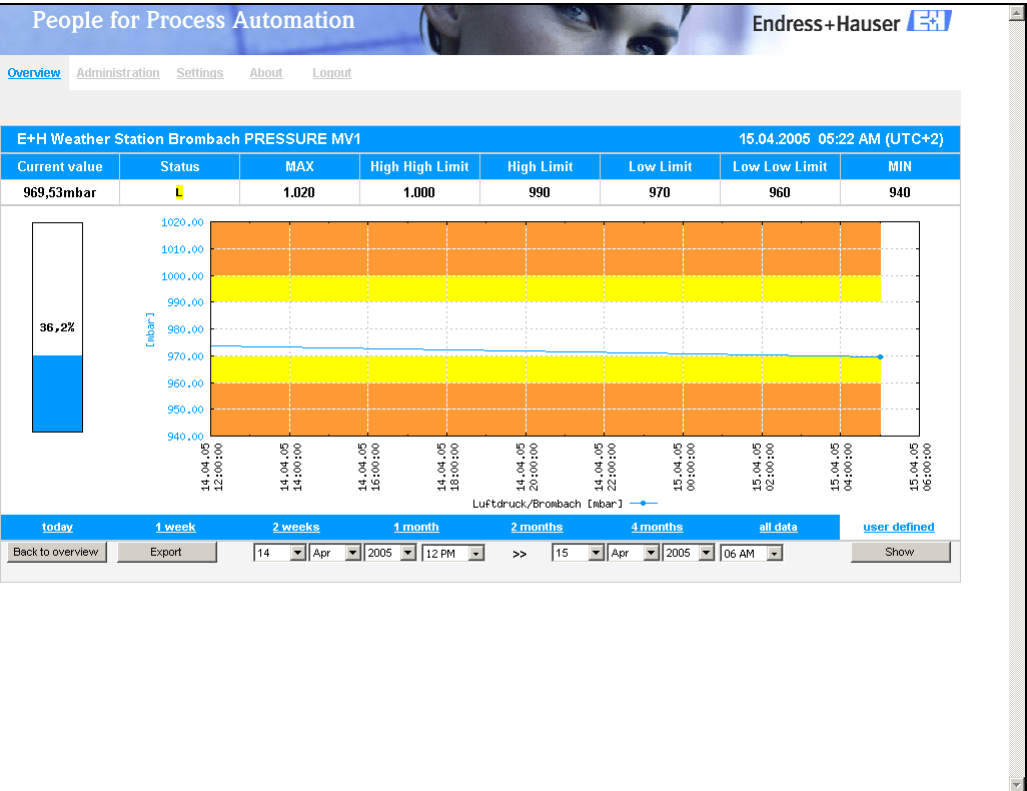 People for Process Automation
Endress+Hauser EH
Overview Administration Settings About Logout
E+H Weather Station Brombach PRESSURE MV1 15.04.2005 05:22 AM (UTC+2)
Current value Status MAX High High Limit High Limit Low Limit Low Low Limit MIN
969,53mbar L 1.020 1.000 990 970 960 940
36,2%
[mbar]
1020.00
1010.00
1000.00
990.00
980.00
970.00
960.00
950.00
940.00
14.04.05 12:00:00
14.04.05 14:00:00
14.04.05 16:00:00
14.04.05 18:00:00
14.04.05 20:00:00
14.04.05 22:00:00
15.04.05 00:00:00
15.04.05 02:00:00
15.04.05 04:00:00
15.04.05 06:00:00
Luftdruck/Brombach [mbar]
today 1 week 2 weeks 1 month 2 months 4 months all data user defined
Back to overview Export 14 Apr 2005 12 PM >> 15 Apr 2005 06 AM Show